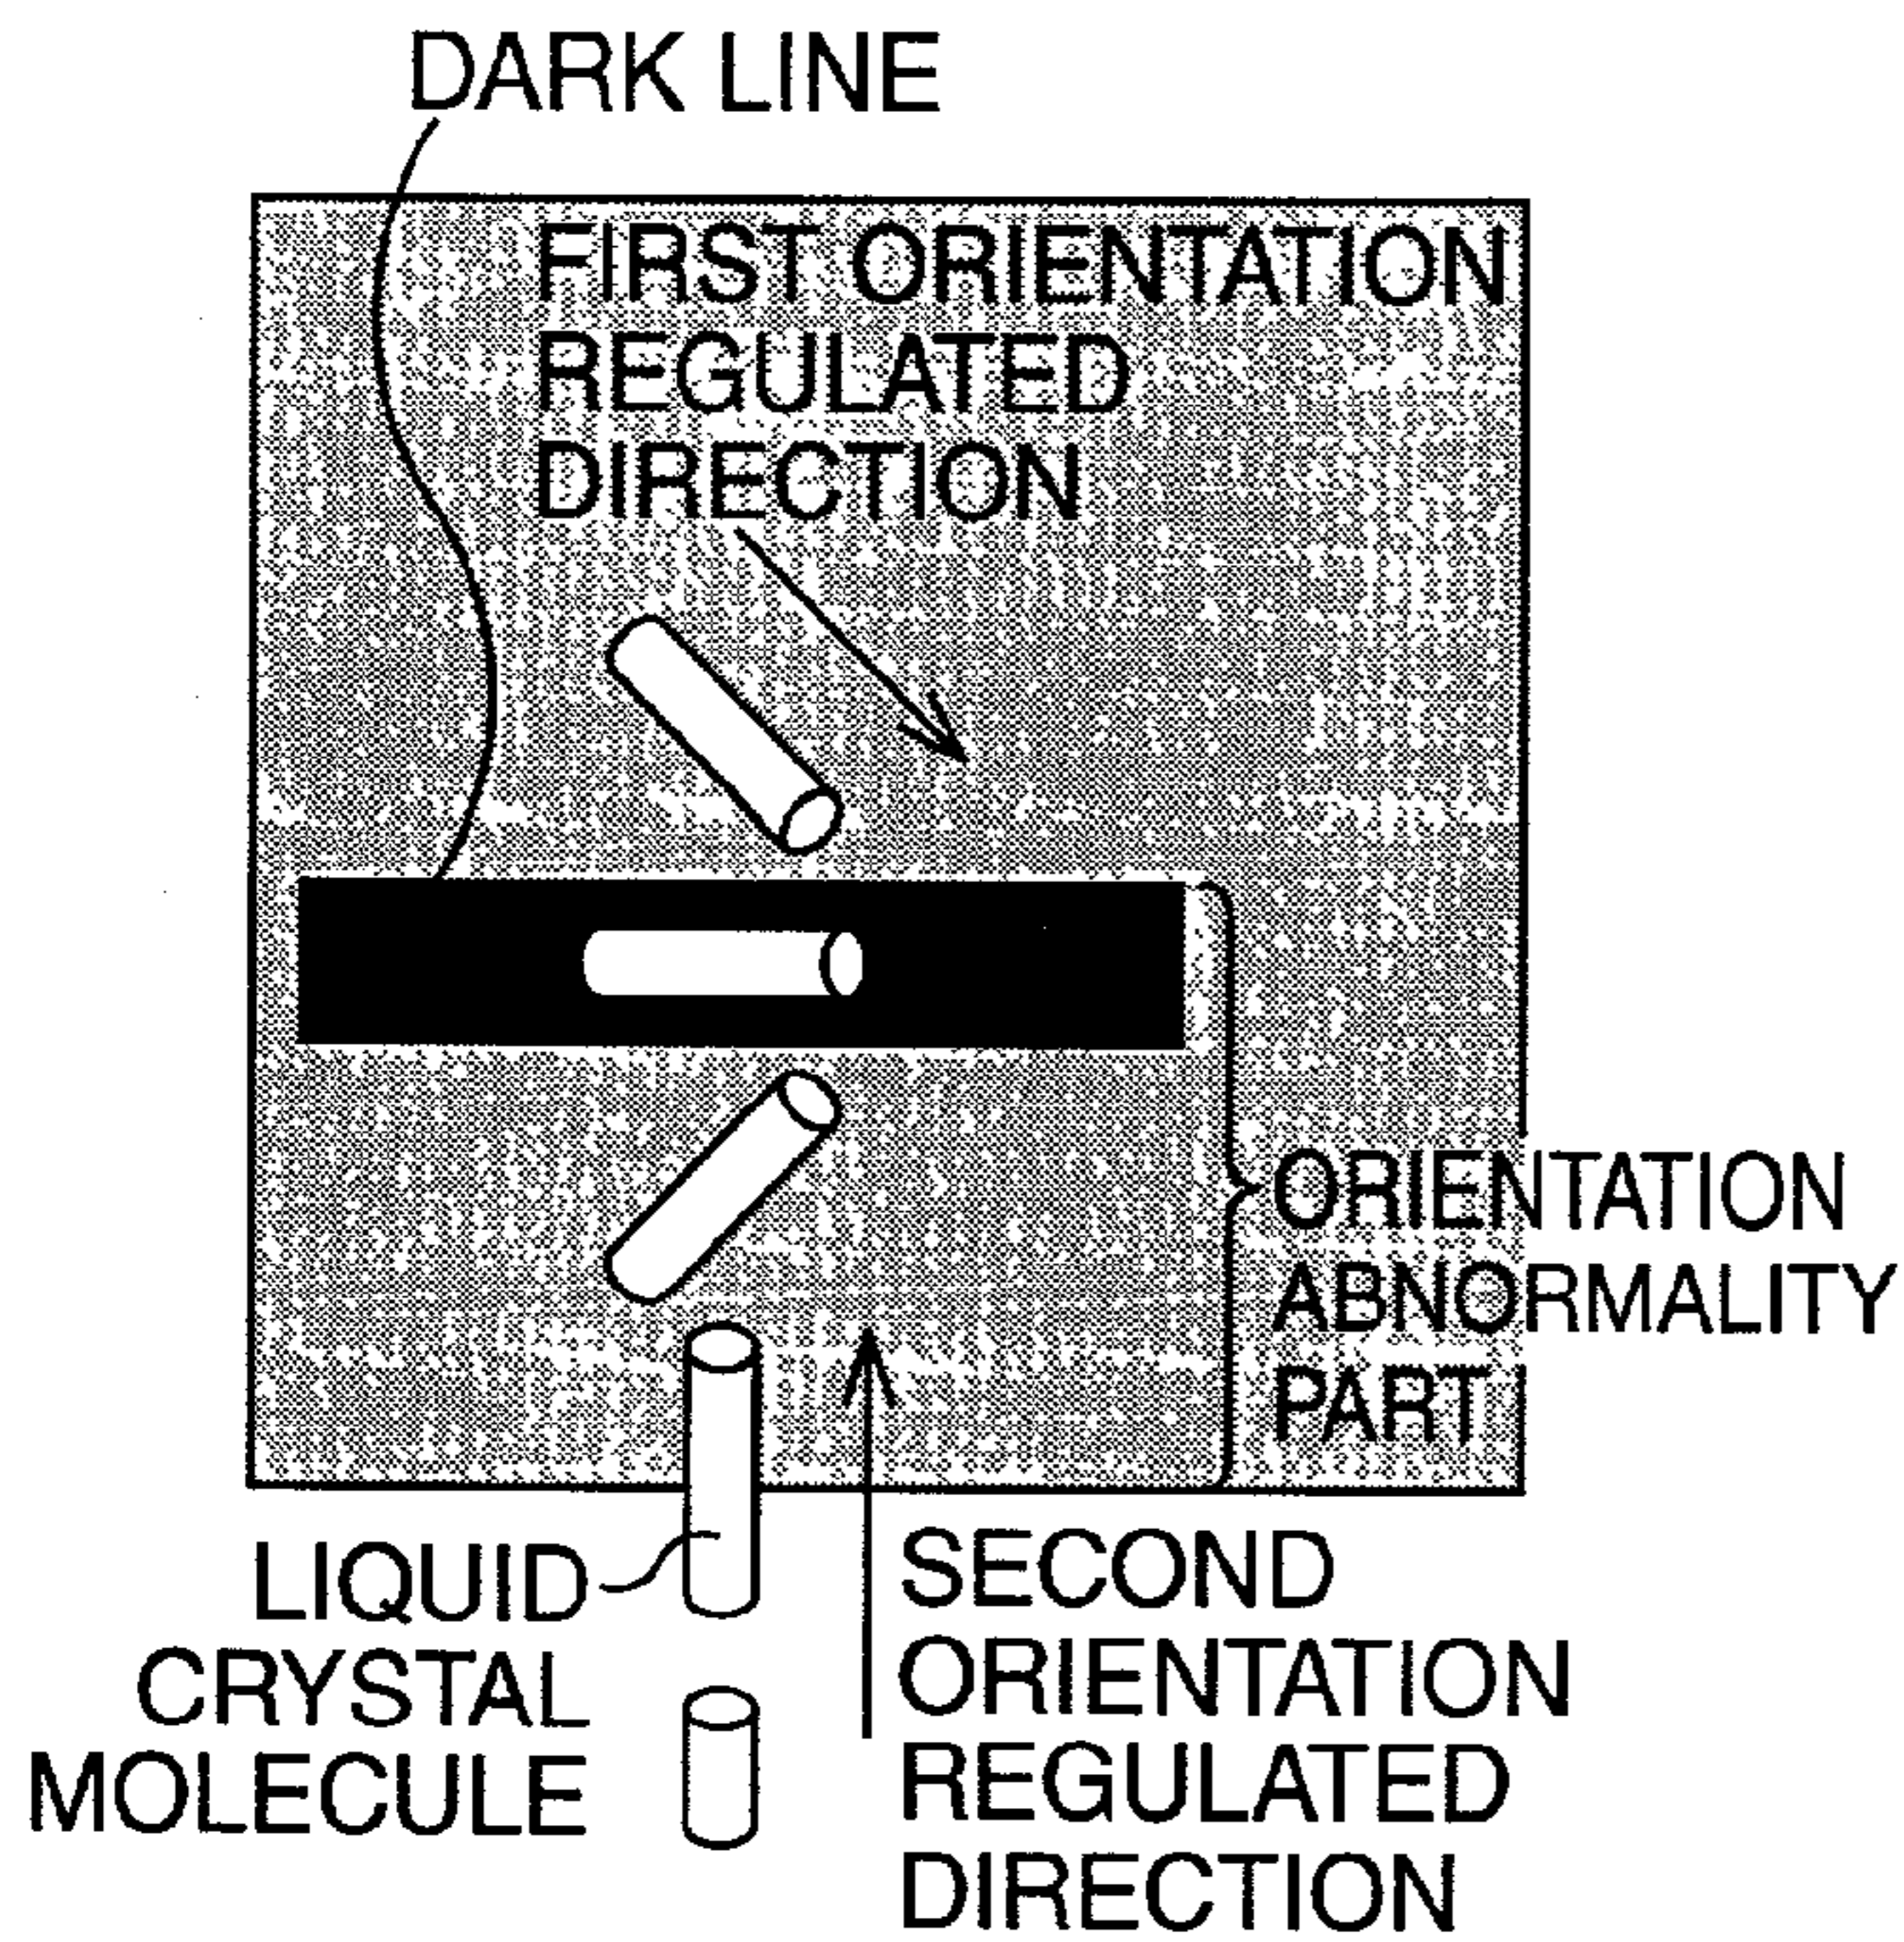 DARK LINE
FIRST ORIENTATION
REGULATED
DIRECTION
ORIENTATION
ABNORMALITY
PART
LIQUID
CRYSTAL
MOLECULE
SECOND
ORIENTATION
REGULATED
DIRECTION